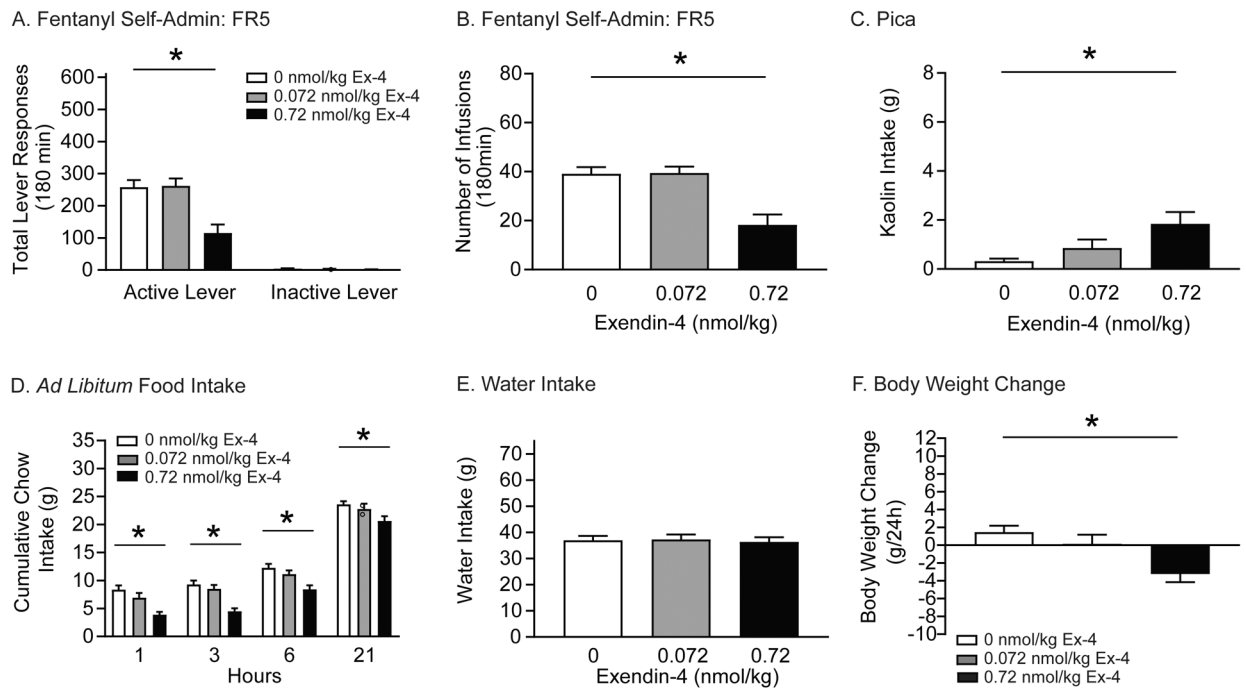 A. Fentanyl Self-Admin: FR5
*
Total Lever Responses
(180 min)
600
500
400
300
200
100
0
0 nmol/kg Ex-4
0.072 nmol/kg Ex-4
0.72 nmol/kg Ex-4
Active Lever
Inactive Lever
B. Fentanyl Self-Admin: FR5
*
Number of Infusions
(180min)
80
60
40
20
0
0
0.072
0.72
Exendin-4 (nmol/kg)
C. Pica
*
Kaolin Intake (g)
8
6
4
2
0
0
0.072
0.72
Exendin-4 (nmol/kg)
D. Ad Libitum Food Intake
Cumulative Chow
Intake (g)
35
30
25
20
15
10
5
0
0 nmol/kg Ex-4
0.072 nmol/kg Ex-4
0.72 nmol/kg Ex-4
*
*
*
*
1
3
6
21
Hours
E. Water Intake
Water Intake (g)
70
60
50
40
30
20
10
0
0
0.072
0.72
Exendin-4 (nmol/kg)
F. Body Weight Change
*
Body Weight Change
(g/24h)
12
10
8
6
4
2
0
-2
-4
-6
-8
-10
0 nmol/kg Ex-4
0.072 nmol/kg Ex-4
0.72 nmol/kg Ex-4